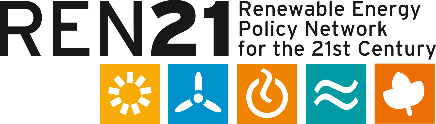 REN21
Renewable Energy
Policy Network
for the 21st Century